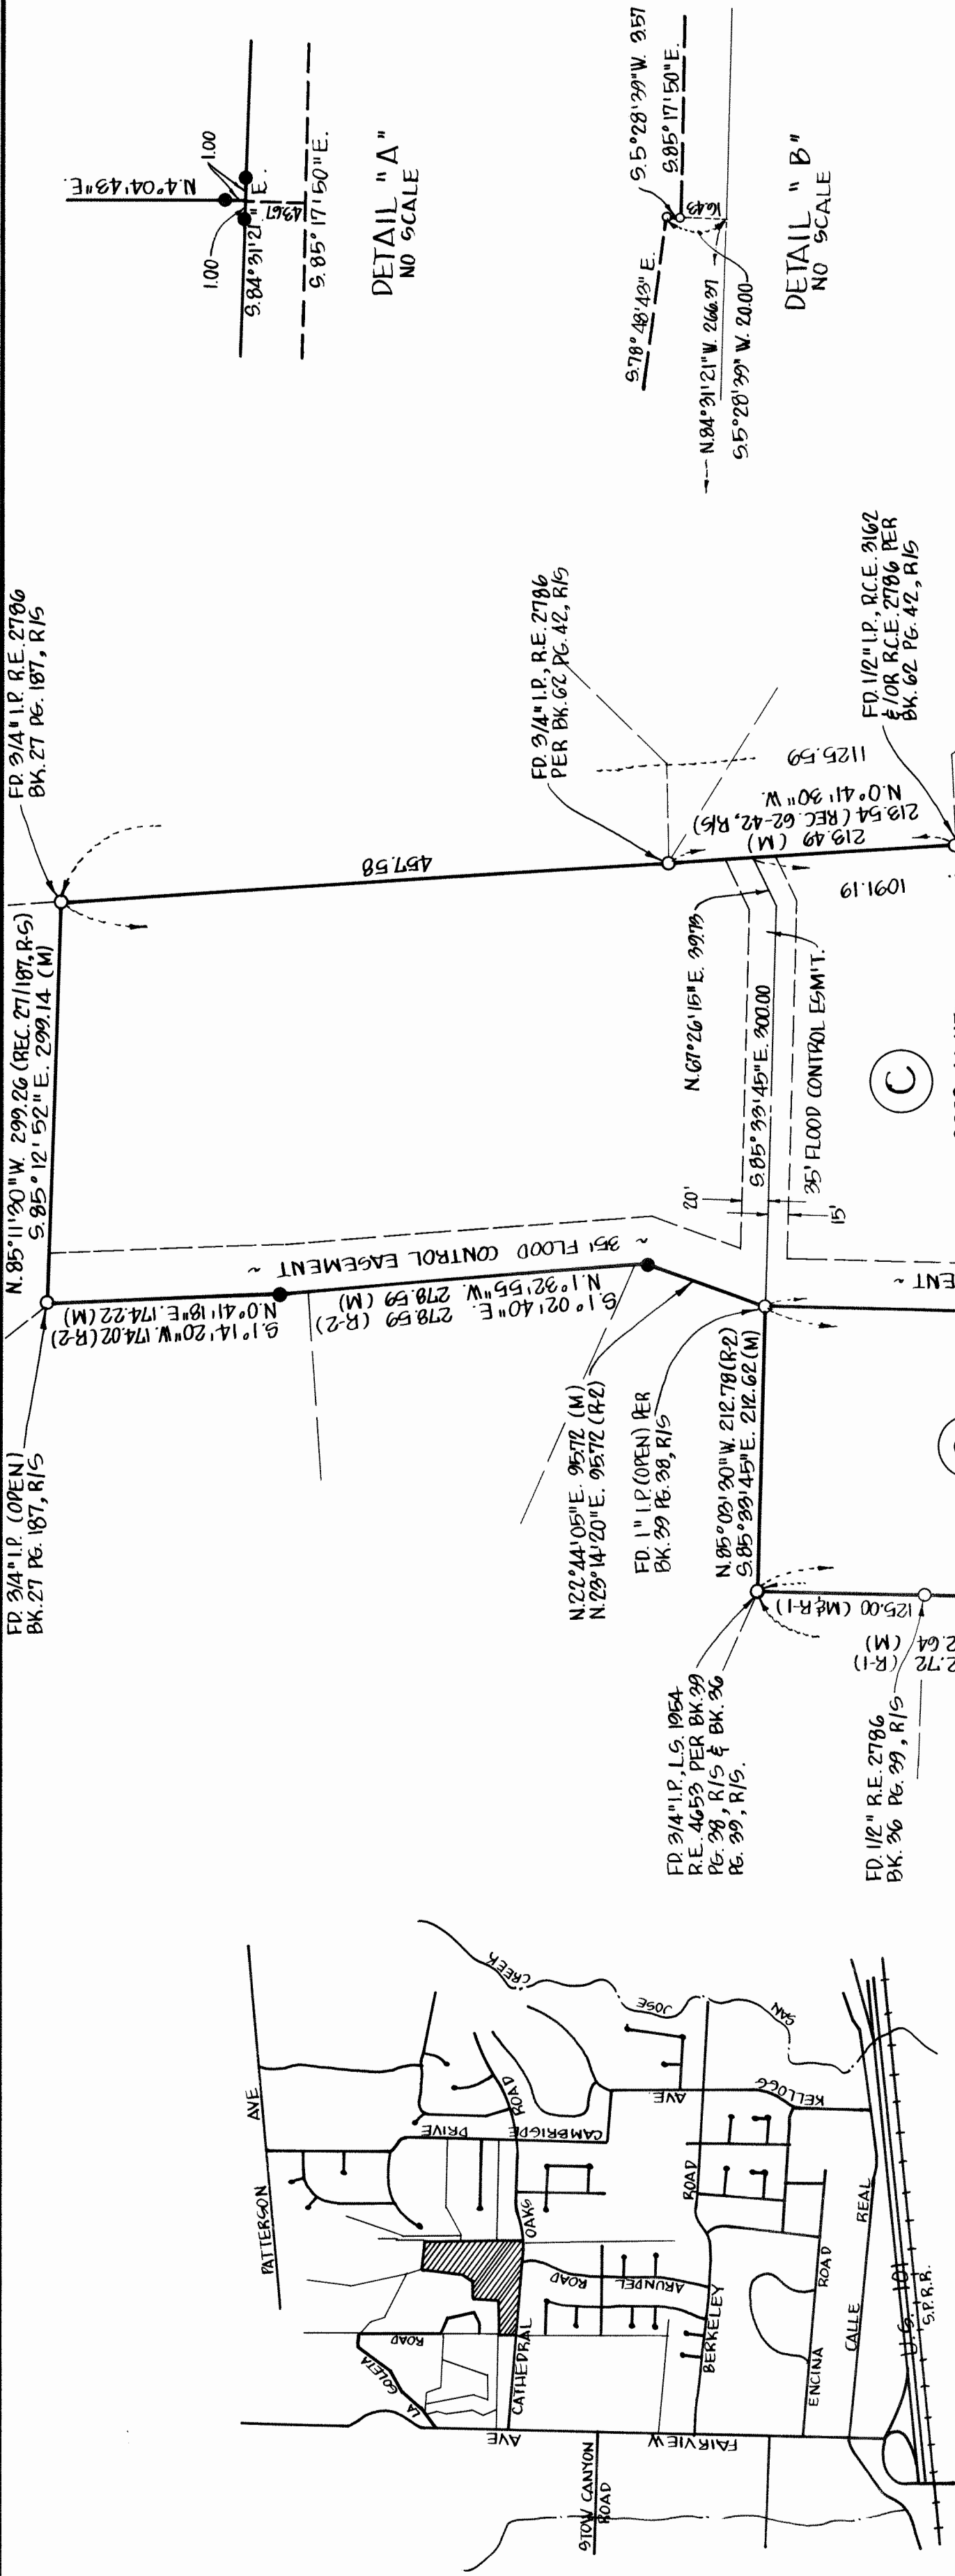 PATTERSON AVE
LA GOLETA ROAD
DRIVE
CAMBRIGDE
ROAD
CATHEDRAL OAKS
STOW CANYON
ROAD
FAIRVIEW AVE
ARUNDEL ROAD
BERKELEY ROAD
AVE.
KELLOGG
SAN JOSE CREEK
ENCINA ROAD
CALLE REAL
U.S. 101
S.P.R.R.
FD. 3/4" I.P. (OPEN)
BK. 27 PG. 187, R/S
N.85°11'30"W. 299.26 (REC. 27/187, R-S)
S.85°12'52"E. 299.14 (M)
FD. 3/4" I.P. R.E. 2786
BK. 27 PG. 187, R/S
S.1°14'20"W. 174.02 (R-2)
N.0°41'18"E. 174.22 (M)
S.1°02'40"E. 278.59 (R-2)
N.1°32'55"W. 278.59 (M)
~ 35' FLOOD CONTROL EASEMENT ~
457.58
N.22°44'05"E. 95.72 (M)
N.23°14'20"E. 95.72 (R-2)
FD. 1" I.P. (OPEN) PER
BK. 39 PG. 38, R/S
N.85°03'30"W. 212.78 (R-2)
S.85°33'45"E. 212.62 (M)
FD. 3/4" I.P., L.S. 1954
R.E. 4653 PER BK. 39
PG. 38, R/S & BK. 36
PG. 39, R/S.
125.00 (M&R-1)
2.64 (M)
2.72 (R-1)
FD. 1/2" R.E. 2786
BK. 36 PG. 39, R/S
FD. 3/4" I.P., R.E. 2786
PER BK. 62 PG. 42, R/S
N.67°26'15"E. 39.73
20'
S.85°33'45"E. 300.00
35' FLOOD CONTROL ESM'T.
15'
C
213.49 (M)
213.54 (REC. 62-42, R/S)
N.0°41'30"W.
1125.59
1091.19
FD. 1/2" I.P., R.C.E. 3162
&/OR R.C.E. 2786 PER
BK. 62 PG. 42, R/S
N.4°04'43"E.
1.00
1.00
S.84°31'21"E.
43.67
S.85°17'50"E.
DETAIL "A"
NO SCALE
S.78°48'43"E.
S.5°28'39"W. 3.57
S.85°17'50"E.
16.43
N.84°31'21"W. 266.37
S.5°28'39"W. 20.00
DETAIL "B"
NO SCALE